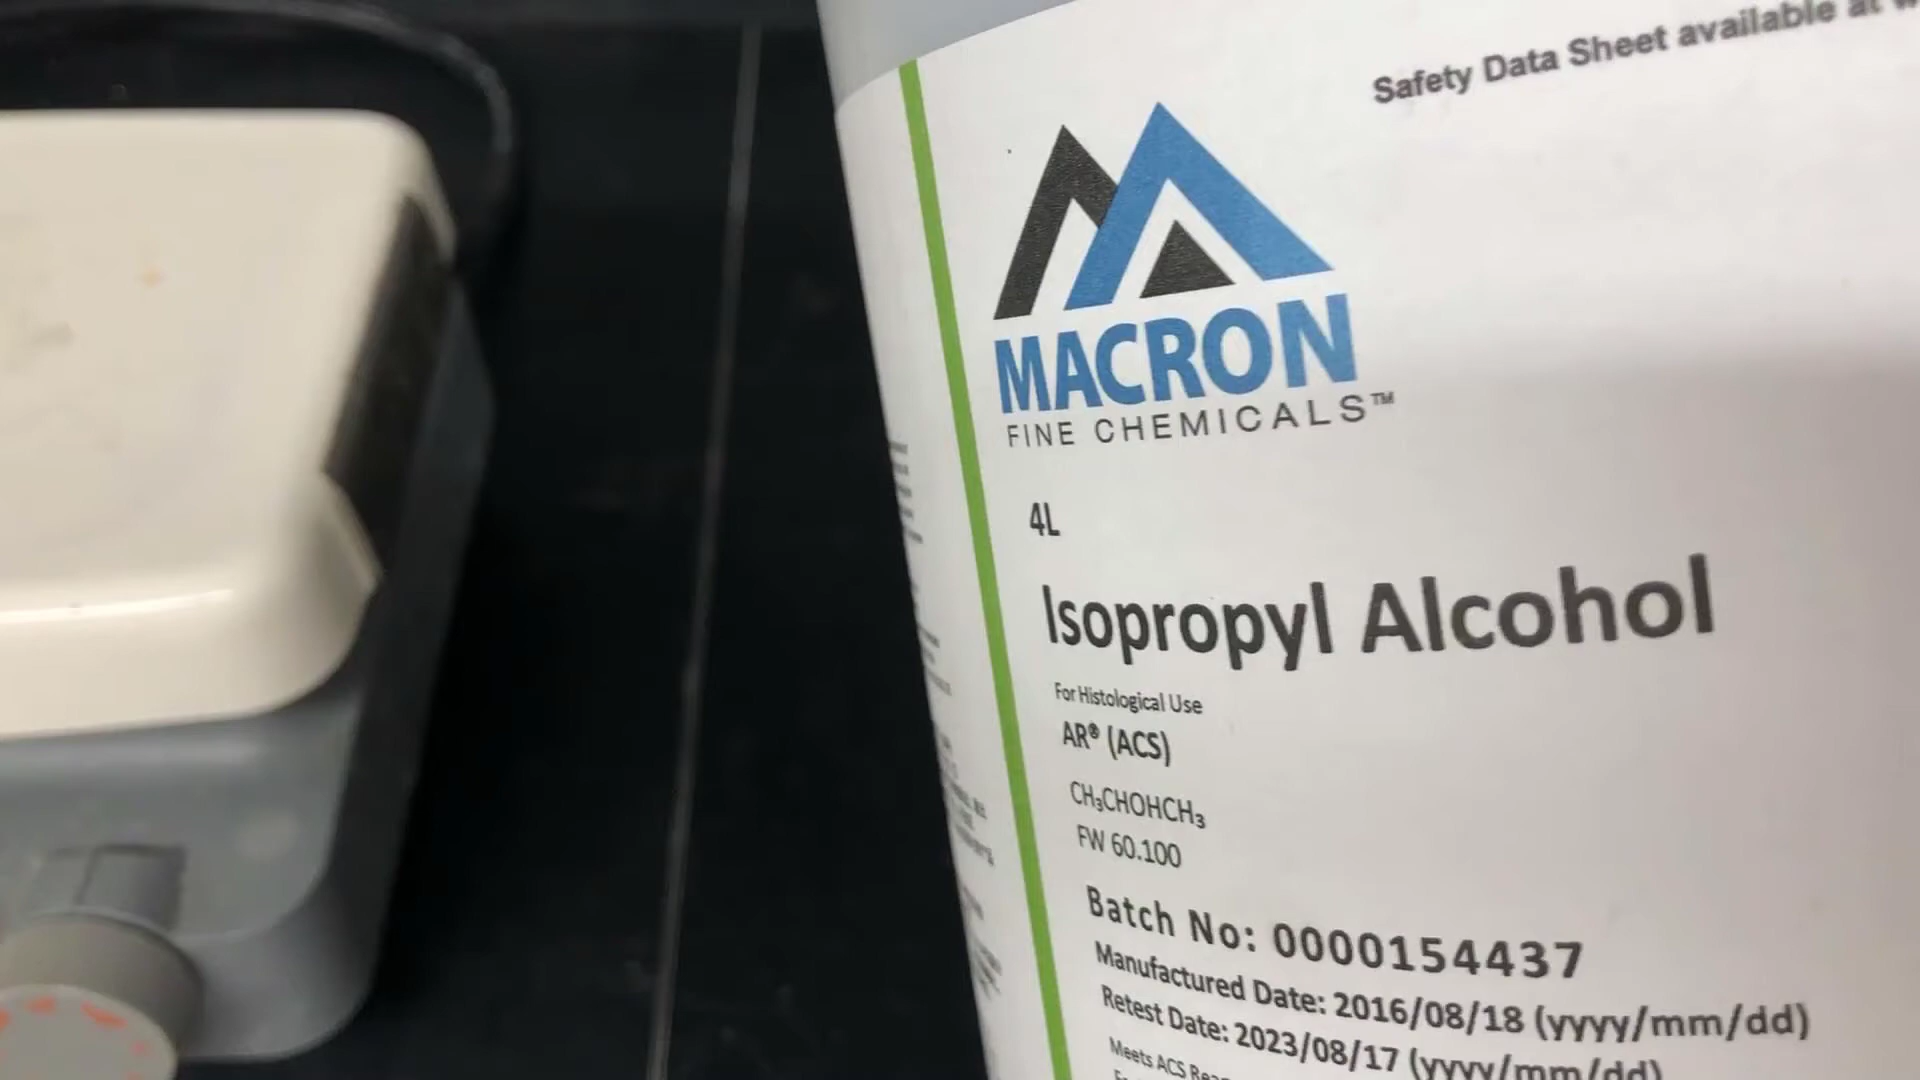 Safety Data Sheet available at
MACRON
FINE CHEMICALS™
4L
Isopropyl Alcohol
For Histological Use
AR® (ACS)
CH₃CHOHCH₃
FW 60.100
Batch No: 0000154437
Manufactured Date: 2016/08/18 (yyyy/mm/dd)
Retest Date: 2023/08/17 (yyyy/mm/dd)
Meets ACS